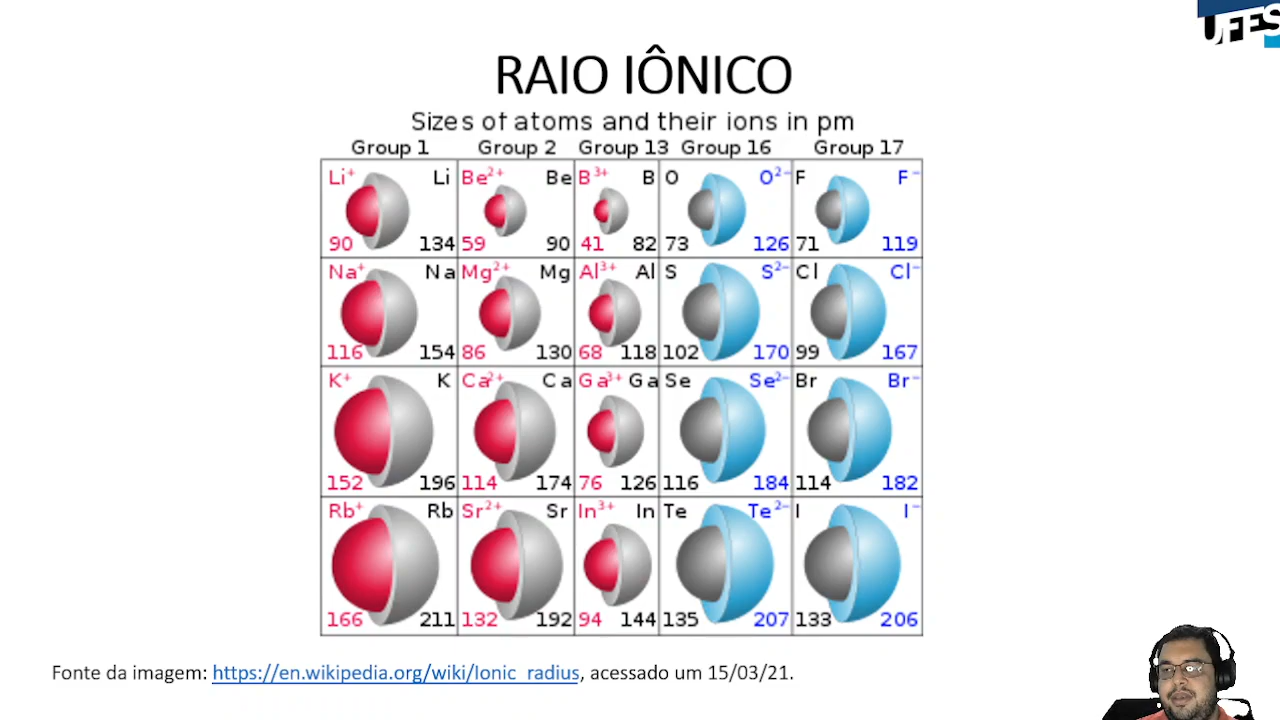 UFES
RAIO IÔNICO
Sizes of atoms and their ions in pm
Group 1 Group 2 Group 13 Group 16 Group 17
Li⁺ Li Be²⁺ Be B³⁺ B O O²⁻ F F⁻
90 134 59 90 41 82 73 126 71 119
Na⁺ Na Mg²⁺ Mg Al³⁺ Al S S²⁻ Cl Cl⁻
116 154 86 130 68 118 102 170 99 167
K⁺ K Ca²⁺ Ca Ga³⁺ Ga Se Se²⁻ Br Br⁻
152 196 114 174 76 126 116 184 114 182
Rb⁺ Rb Sr²⁺ Sr In³⁺ In Te Te²⁻ I I⁻
166 211 132 192 94 144 135 207 133 206
Fonte da imagem: https://en.wikipedia.org/wiki/Ionic_radius, acessado um 15/03/21.